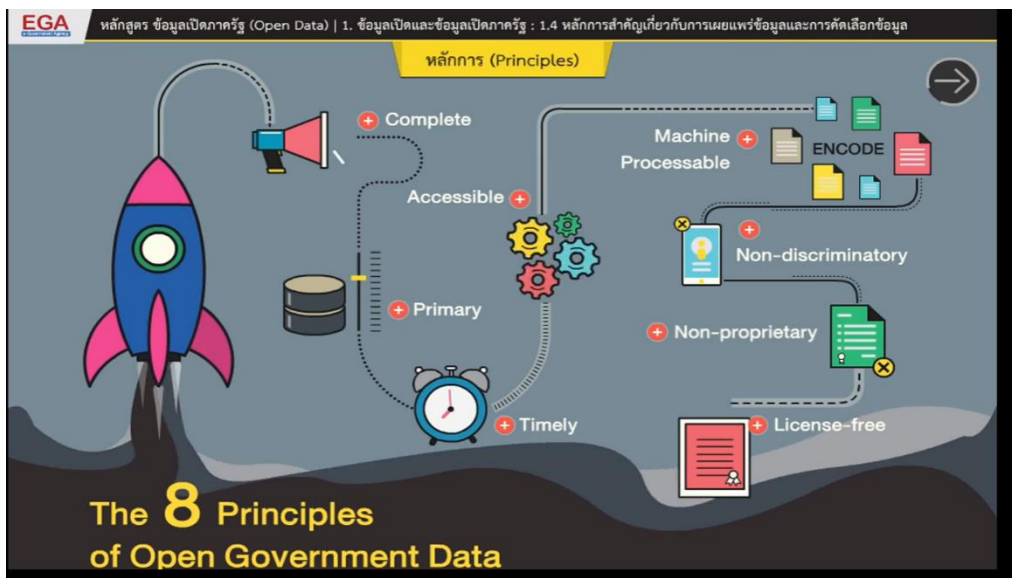 EGA
e-Government Agency
หลักสูตร ข้อมูลเปิดภาครัฐ (Open Data) | 1. ข้อมูลเปิดและข้อมูลเปิดภาครัฐ : 1.4 หลักการสำคัญเกี่ยวกับการเผยแพร่ข้อมูลและการคัดเลือกข้อมูล
หลักการ (Principles)
Complete
Primary
Timely
Accessible
Machine
Processable
ENCODE
Non-discriminatory
Non-proprietary
License-free
The 8 Principles
of Open Government Data